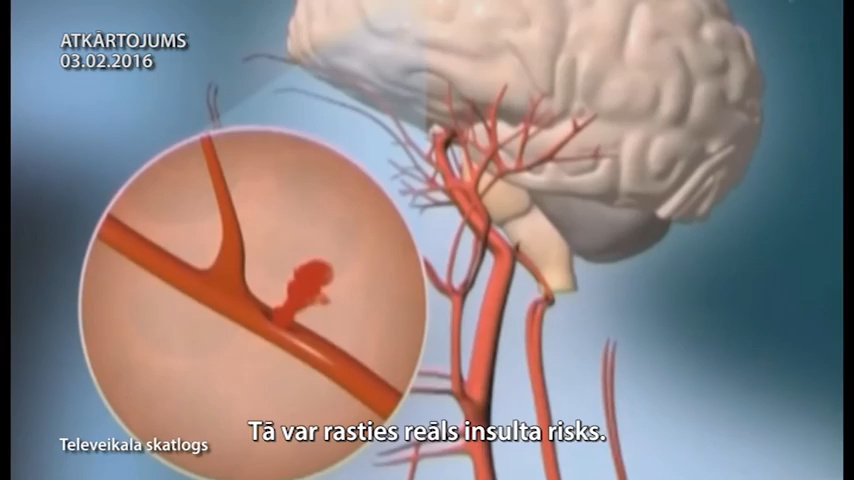 ATKĀRTOJUMS
03.02.2016
Tā var rasties reāls insulta risks.
Televeikala skatlogs